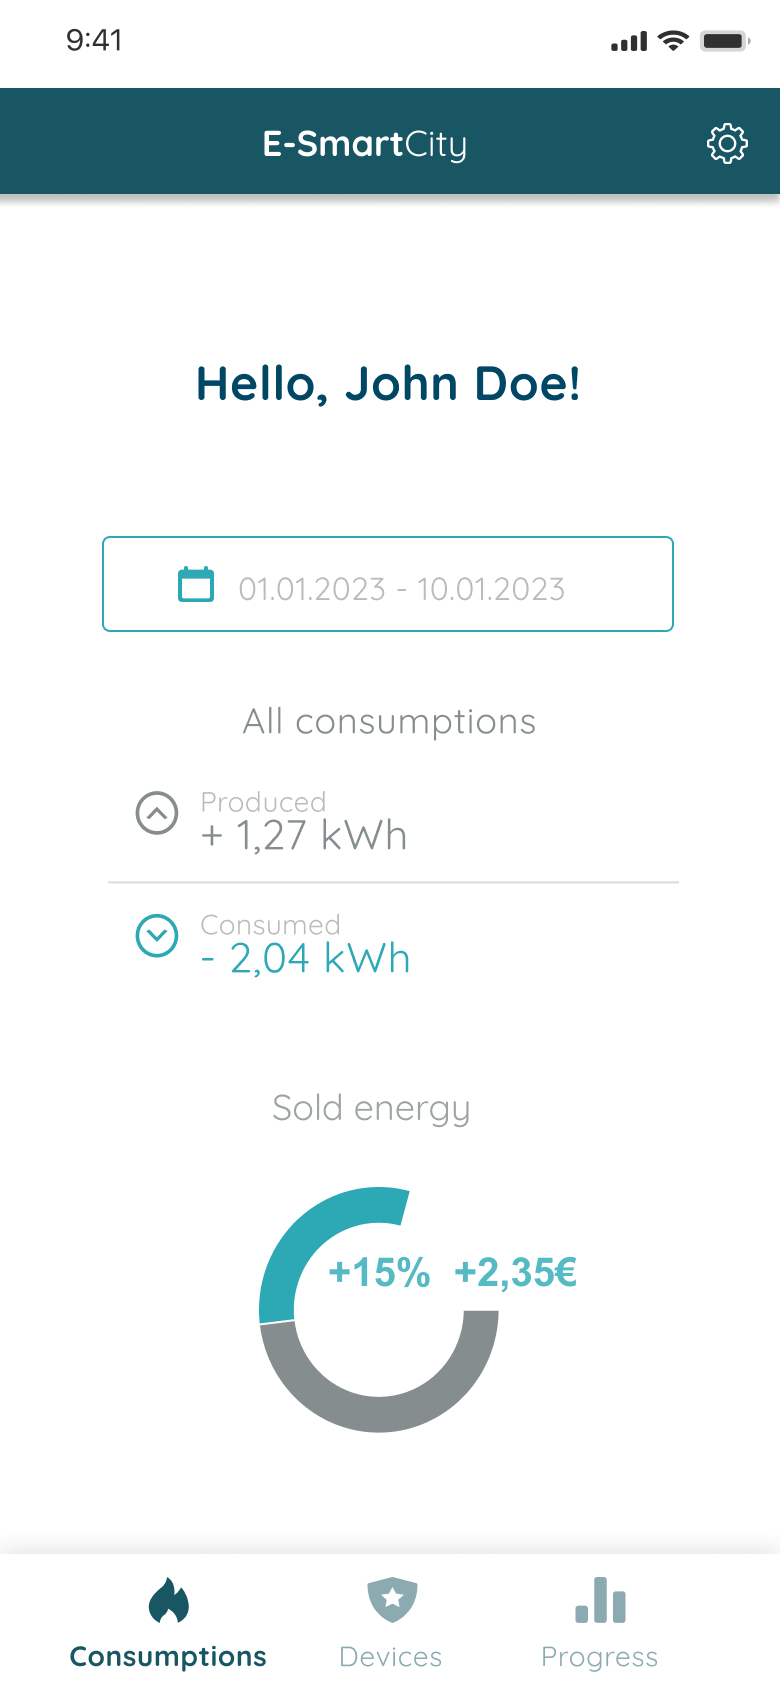 9:41
E-SmartCity
Hello, John Doe!
01.01.2023 - 10.01.2023
All consumptions
Produced
+ 1,27 kWh
Consumed
- 2,04 kWh
Sold energy
+15% +2,35€
Consumptions Devices Progress